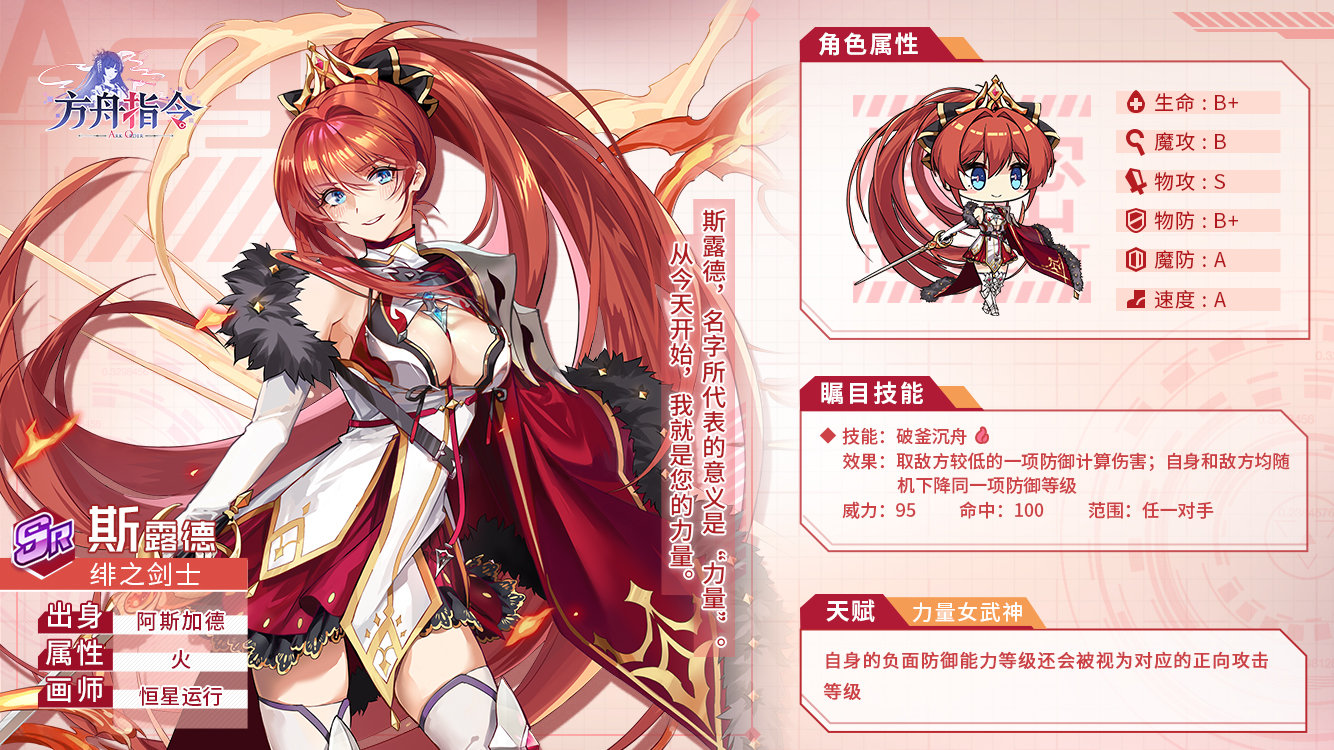 方舟指令
ARK ORDER
斯露德，名字所代表的意义是“力量”。
从今天开始，我就是您的力量。
SR
斯露德
绯之剑士
出身 阿斯加德
属性 火
画师 恒星运行
角色属性
生命：B+
魔攻：B
物攻：S
物防：B+
魔防：A
速度：A
瞩目技能
技能：破釜沉舟
效果：取敌方较低的一项防御计算伤害；自身和敌方均随
机下降同一项防御等级
威力：95 命中：100 范围：任一对手
天赋 力量女武神
自身的负面防御能力等级还会被视为对应的正向攻击
等级